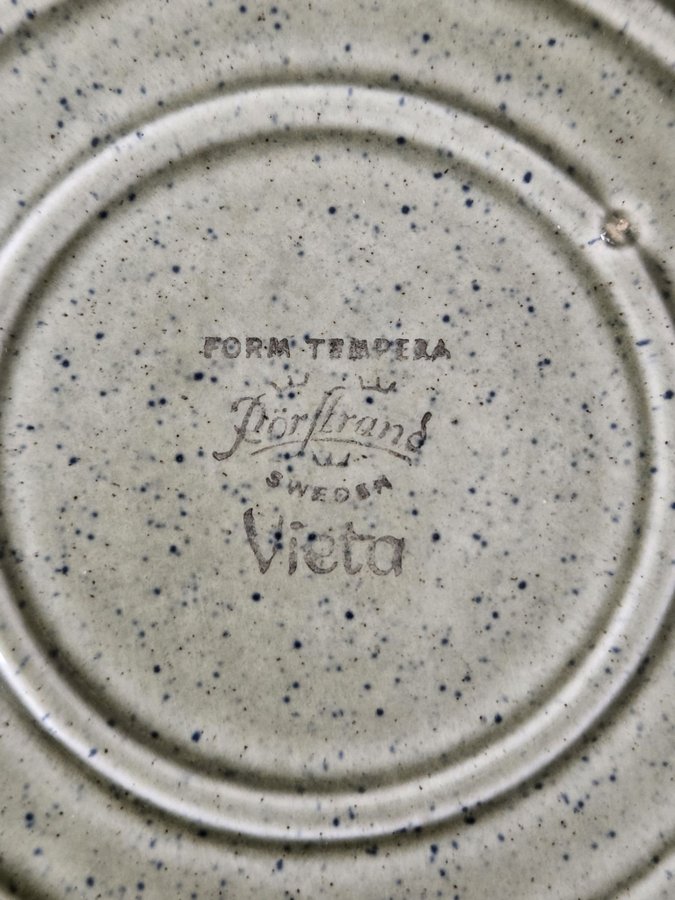 FORM TEMPERA
Rörstrand
SWEDEN
Vieta